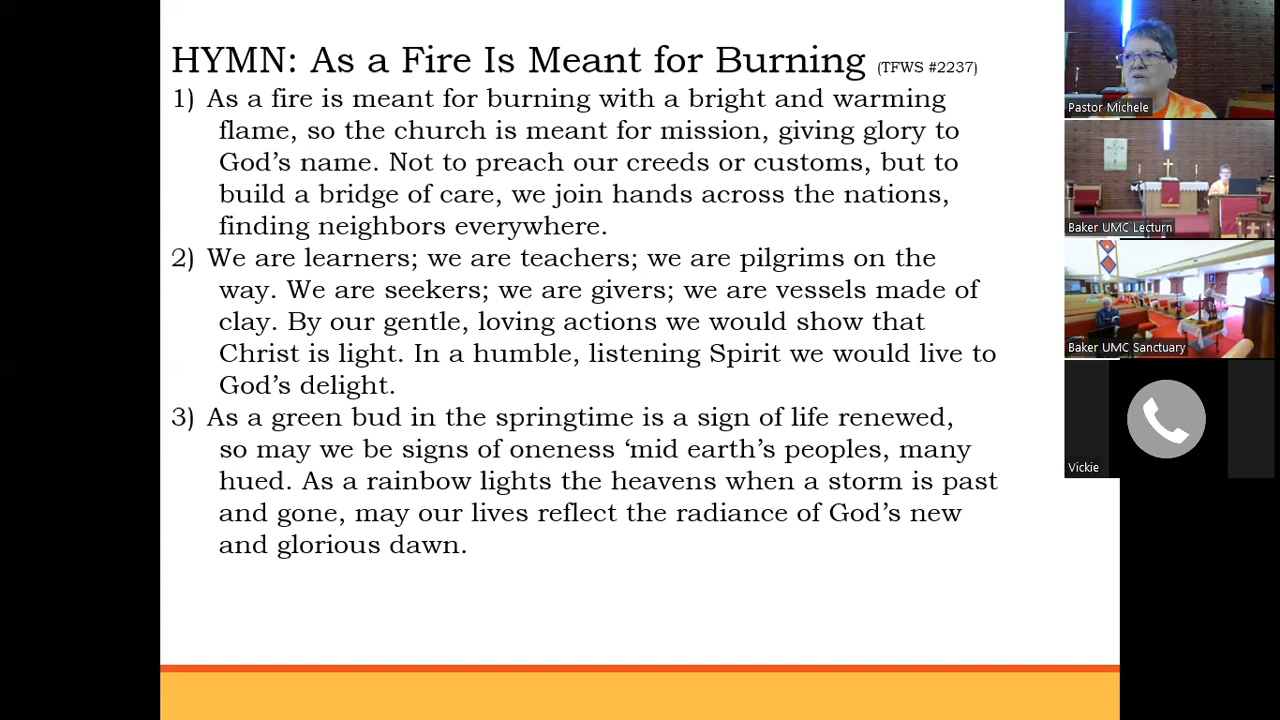 HYMN: As a Fire Is Meant for Burning (TFWS #2237)
1) As a fire is meant for burning with a bright and warming
flame, so the church is meant for mission, giving glory to
God's name. Not to preach our creeds or customs, but to
build a bridge of care, we join hands across the nations,
finding neighbors everywhere.
2) We are learners; we are teachers; we are pilgrims on the
way. We are seekers; we are givers; we are vessels made of
clay. By our gentle, loving actions we would show that
Christ is light. In a humble, listening Spirit we would live to
God's delight.
3) As a green bud in the springtime is a sign of life renewed,
so may we be signs of oneness ‘mid earth's peoples, many
hued. As a rainbow lights the heavens when a storm is past
and gone, may our lives reflect the radiance of God's new
and glorious dawn.
Pastor Michele
Baker UMC Lecturn
Baker UMC Sanctuary
Vickie